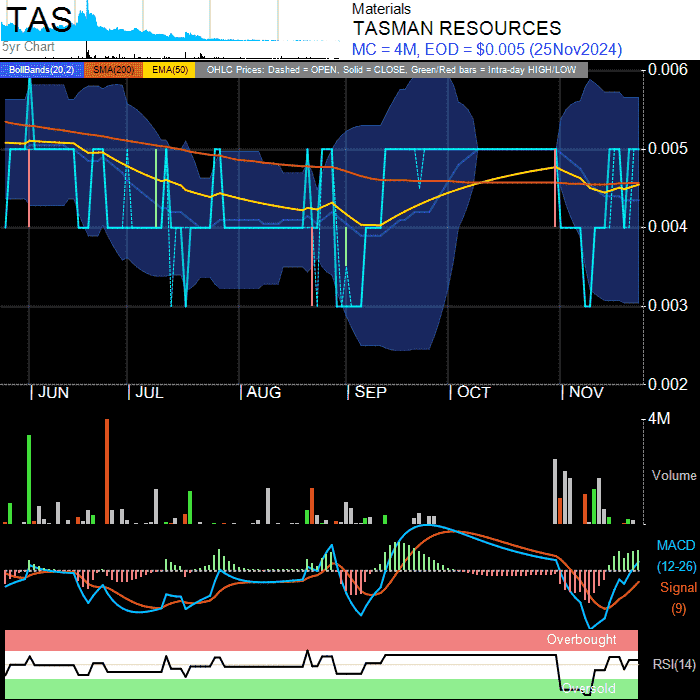 TAS
5yr Chart
Materials
TASMAN RESOURCES
MC = 4M, EOD = $0.005 (25Nov2024)
BollBands(20,2) SMA(200) EMA(50) OHLC Prices: Dashed = OPEN, Solid = CLOSE, Green/Red bars = Intra-day HIGH/LOW
0.006
0.005
0.004
0.003
0.002
JUN JUL AUG SEP OCT NOV
4M
Volume
MACD
(12-26)
Signal
(9)
Overbought
RSI(14)
Oversold